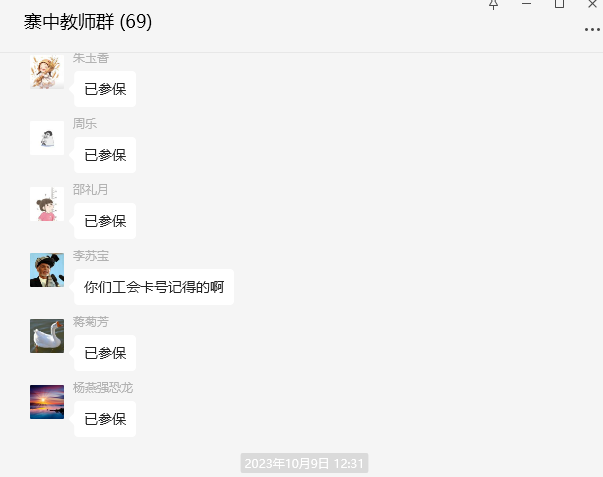 寨中教师群 (69)
朱玉香
已参保
周乐
已参保
邵礼月
已参保
李苏宝
你们工会卡号记得的啊
蒋菊芳
已参保
杨燕强恐龙
已参保
2023年10月9日 12:31